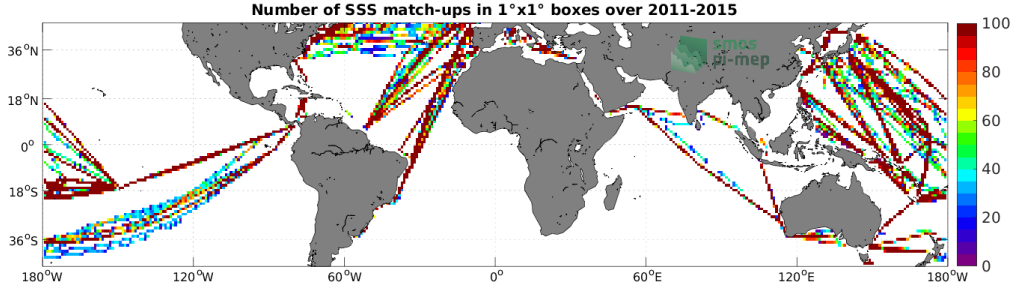 Number of SSS match-ups in 1°x1° boxes over 2011-2015
smos
pi-mep
36°N
18°N
0°
18°S
36°S
180°W
120°W
60°W
0°
60°E
120°E
180°W
100
80
60
40
20
0